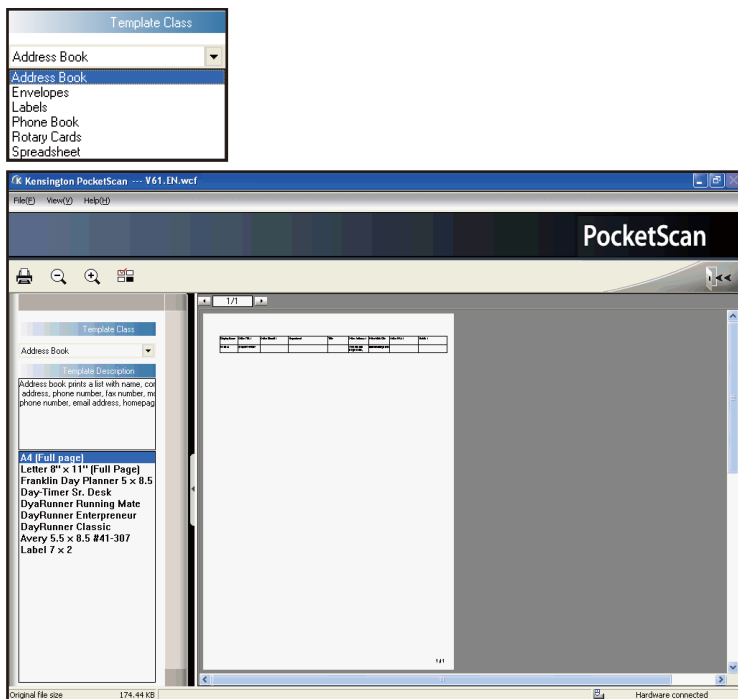 Template Class
Address Book
Address Book
Envelopes
Labels
Phone Book
Rotary Cards
Spreadsheet
Kensington PocketScan --- V61.EN.wcf
File(F) View(V) Help(H)
PocketScan
1/1
Template Class
Address Book
Template Description
Address book prints a list with name, cor
address, phone number, fax number, mo
phone number, email address, homepag
A4 (Full page)
Letter 8" x 11" (Full Page)
Franklin Day Planner 5 x 8.5
Day-Timer Sr. Desk
DyaRunner Running Mate
DayRunner Enterpreneur
DayRunner Classic
Avery 5.5 x 8.5 #41-307
Label 7 x 2
1/1
Original file size 174.44 KB Hardware connected